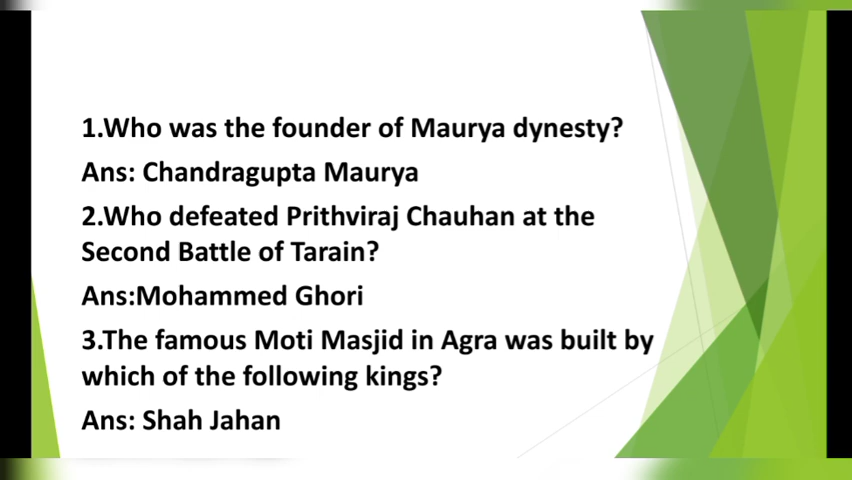 1.Who was the founder of Maurya dynesty?
Ans: Chandragupta Maurya
2.Who defeated Prithviraj Chauhan at the
Second Battle of Tarain?
Ans:Mohammed Ghori
3.The famous Moti Masjid in Agra was built by
which of the following kings?
Ans: Shah Jahan